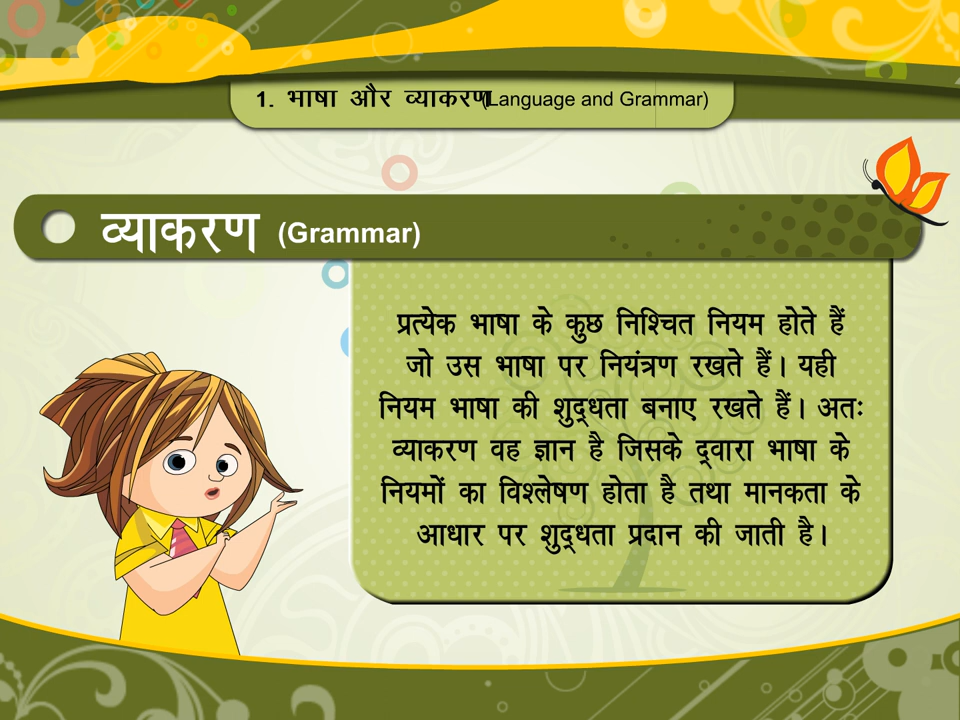 1. भाषा और व्याकरण (Language and Grammar)
व्याकरण (Grammar)
प्रत्येक भाषा के कुछ निश्चित नियम होते हैं
जो उस भाषा पर नियंत्रण रखते हैं। यही
नियम भाषा की शुद्धता बनाए रखते हैं। अतः
व्याकरण वह ज्ञान है जिसके द्वारा भाषा के
नियमों का विश्लेषण होता है तथा मानकता के
आधार पर शुद्धता प्रदान की जाती है।